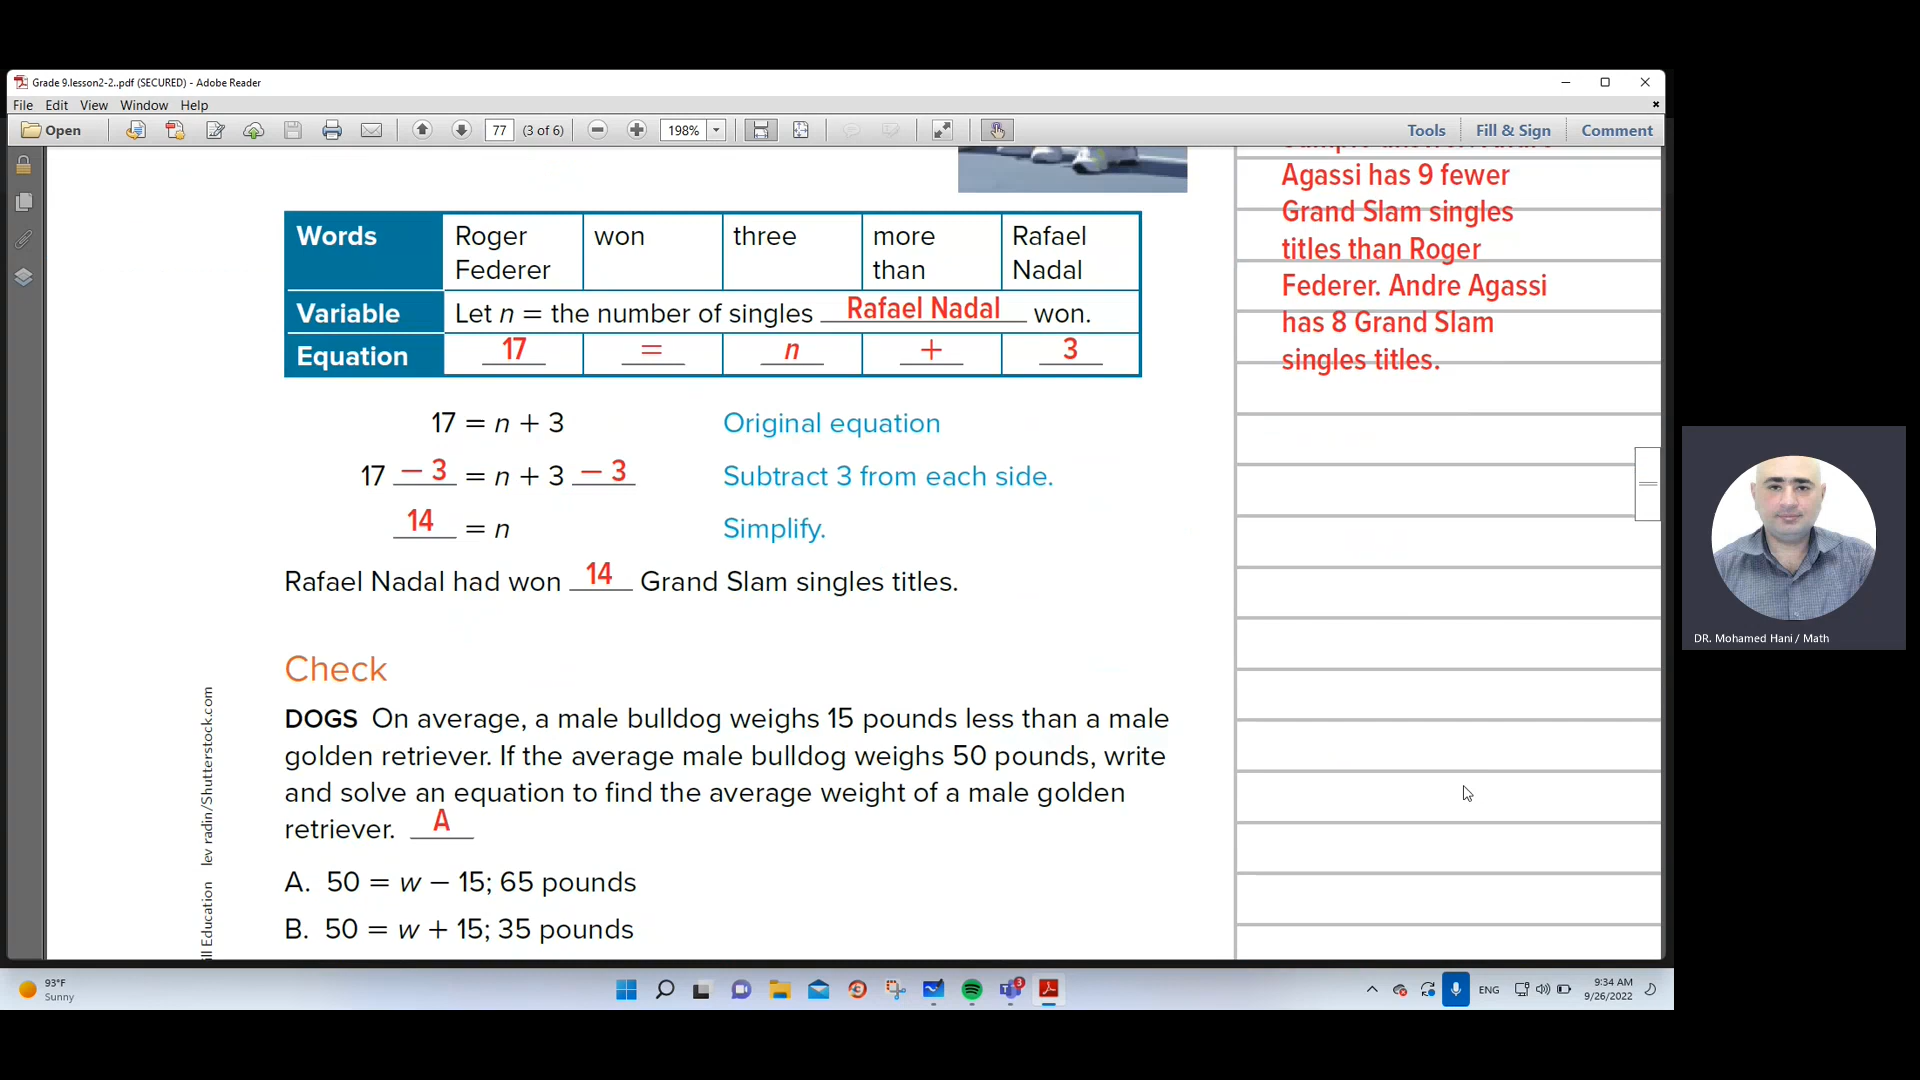 Grade 9.lesson2-2..pdf (SECURED) - Adobe Reader
File Edit View Window Help
Open 77 (3 of 6) 198% Tools Fill & Sign Comment
Agassi has 9 fewer
Grand Slam singles
titles than Roger
Federer. Andre Agassi
has 8 Grand Slam
singles titles.
Words Roger Federer won three more than Rafael Nadal
Variable Let n = the number of singles Rafael Nadal won.
Equation 17 = n + 3
17 = n + 3 Original equation
17 − 3 = n + 3 − 3 Subtract 3 from each side.
14 = n Simplify.
Rafael Nadal had won 14 Grand Slam singles titles.
Check
DOGS On average, a male bulldog weighs 15 pounds less than a male
golden retriever. If the average male bulldog weighs 50 pounds, write
and solve an equation to find the average weight of a male golden
retriever. A
A. 50 = w − 15; 65 pounds
B. 50 = w + 15; 35 pounds
ill Education lev radin/Shutterstock.com
DR. Mohamed Hani / Math
93°F
Sunny
3
ENG
9:34 AM
9/26/2022